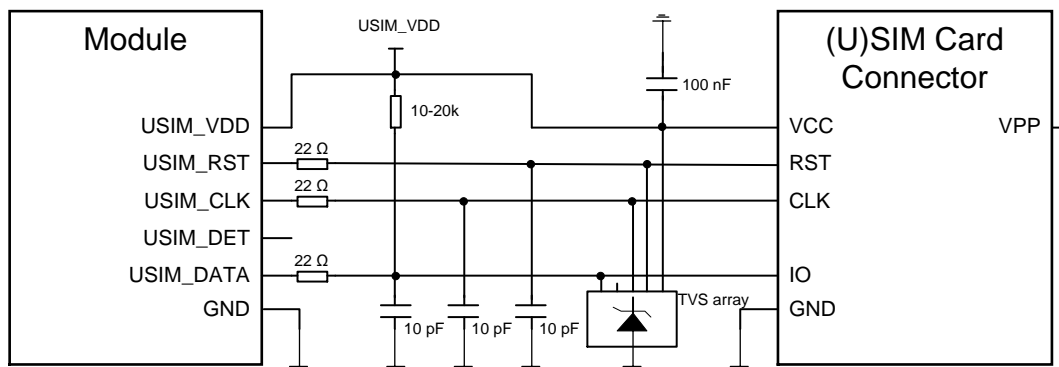 Module
USIM_VDD
(U)SIM Card
Connector
10-20k
100 nF
USIM_VDD
VCC
VPP
22 Ω
USIM_RST
RST
22 Ω
USIM_CLK
CLK
USIM_DET
22 Ω
USIM_DATA
IO
GND
10 pF
10 pF
10 pF
TVS array
GND